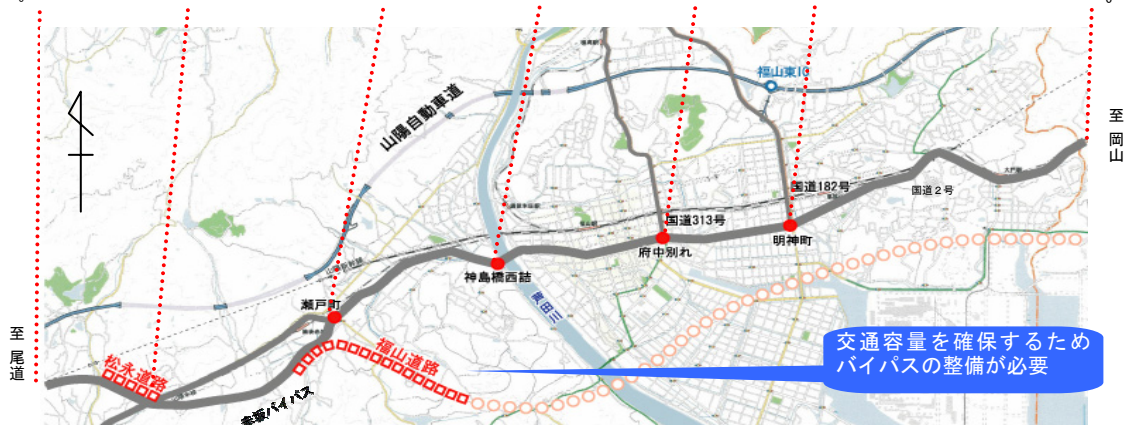 福山東IC
山陽自動車道
至 岡山
国道182号
国道2号
国道313号
明神町
府中別れ
神島橋西詰
芦田川
瀬戸町
至 尾道
松永道路
福山道路
赤坂バイパス
交通容量を確保するため
バイパスの整備が必要